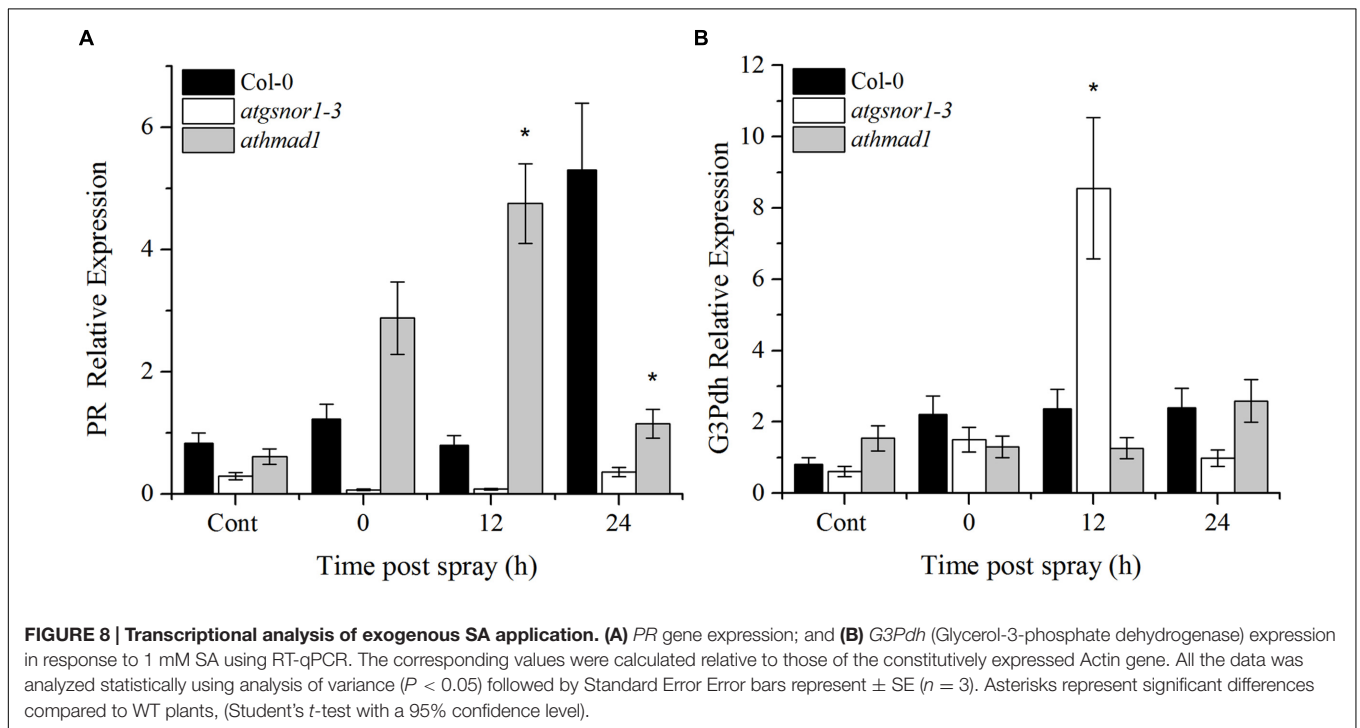 A
PR Relative Expression
6
4
2
0
Col-0
atgsnor1-3
athmad1
*
*
Cont 0 12 24
Time post spray (h)
B
G3Pdh Relative Expression
12
10
8
6
4
2
0
Col-0
atgsnor1-3
athmad1
*
Cont 0 12 24
Time post spray (h)
FIGURE 8 | Transcriptional analysis of exogenous SA application. (A) PR gene expression; and (B) G3Pdh (Glycerol-3-phosphate dehydrogenase) expression
in response to 1 mM SA using RT-qPCR. The corresponding values were calculated relative to those of the constitutively expressed Actin gene. All the data was
analyzed statistically using analysis of variance (P < 0.05) followed by Standard Error Error bars represent ± SE (n = 3). Asterisks represent significant differences
compared to WT plants, (Student's t-test with a 95% confidence level).